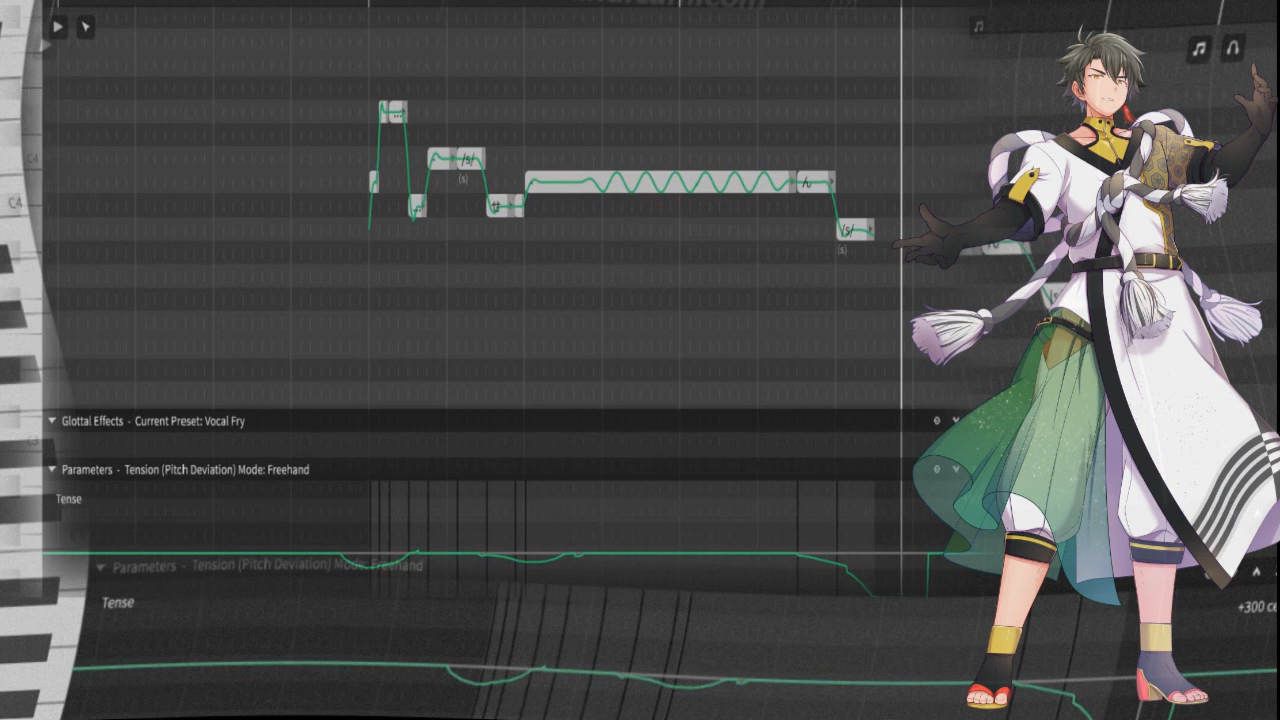 C4
C4
/s/
(s)
/s/
(s)
C3
Glottal Effects - Current Preset: Vocal Fry
Parameters - Tension (Pitch Deviation) Mode: Freehand
Tense
Parameters - Tension (Pitch Deviation) Mode: Freehand
Tense